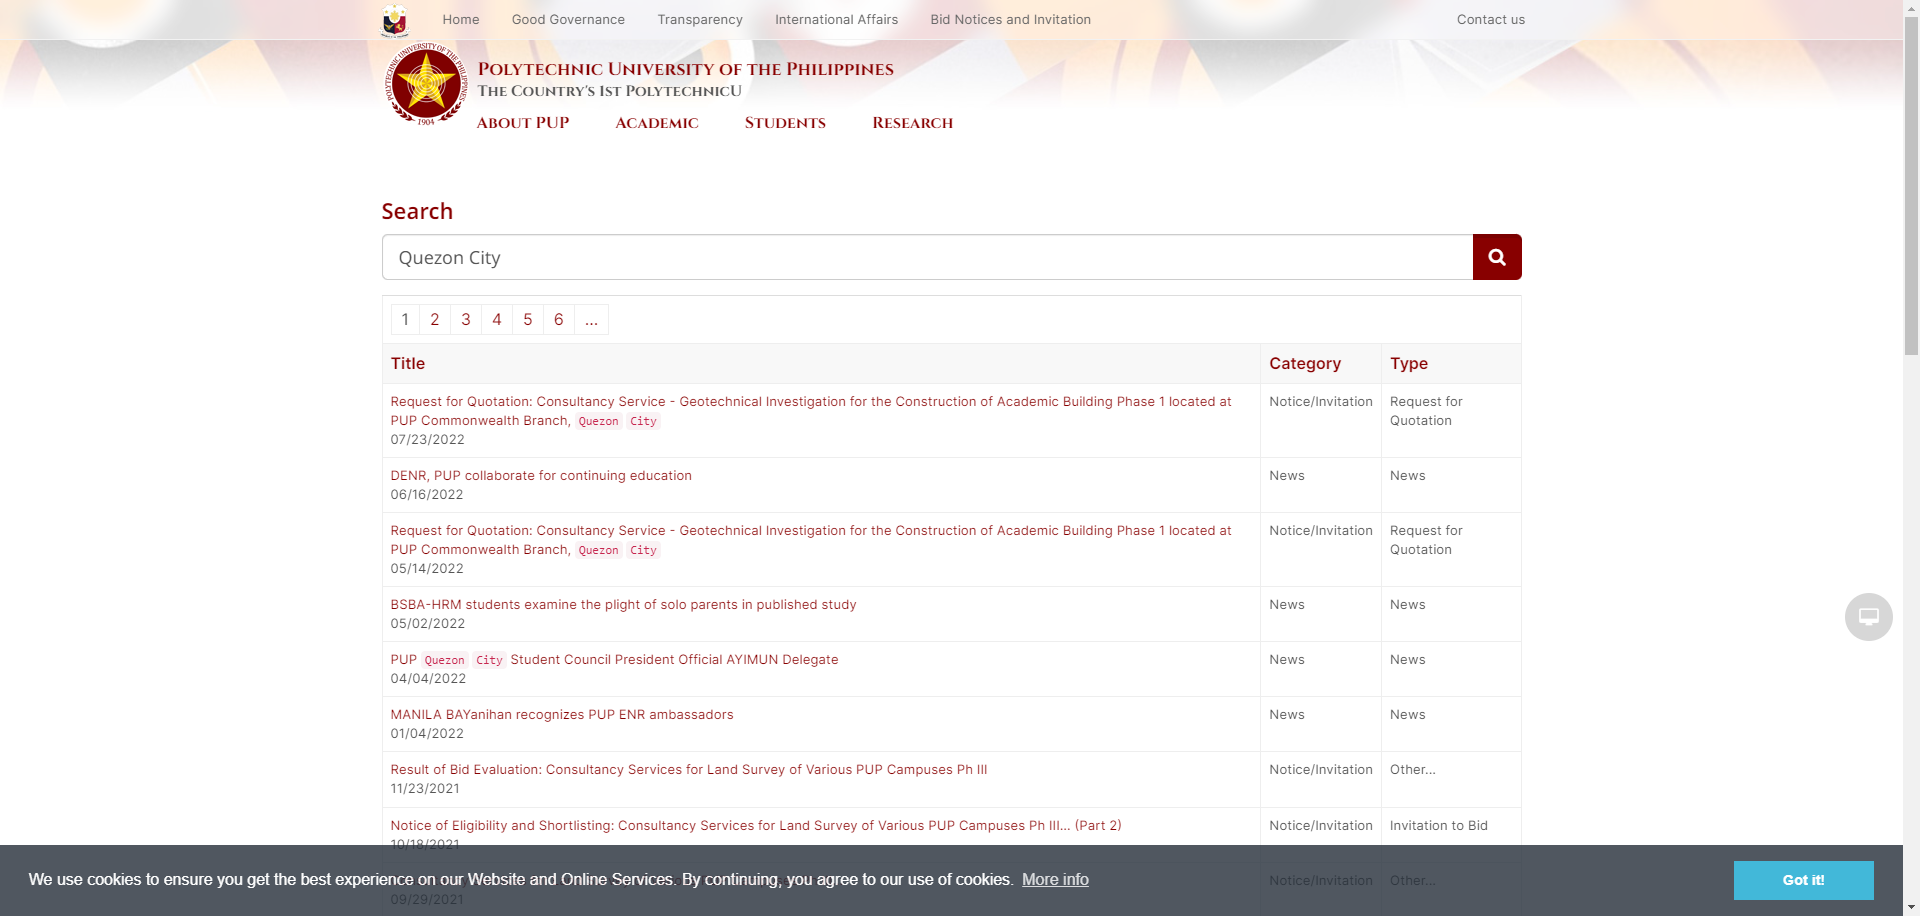 Home Good Governance Transparency International Affairs Bid Notices and Invitation Contact us
POLYTECHNIC UNIVERSITY OF THE PHILIPPINES
1904
Polytechnic University of the Philippines
The Country's 1st PolytechnicU
About PUP Academic Students Research
Search
Quezon City
1 2 3 4 5 6 ...
Title Category Type
Request for Quotation: Consultancy Service - Geotechnical Investigation for the Construction of Academic Building Phase 1 located at Notice/Invitation Request for
PUP Commonwealth Branch, Quezon City Quotation
07/23/2022
DENR, PUP collaborate for continuing education News News
06/16/2022
Request for Quotation: Consultancy Service - Geotechnical Investigation for the Construction of Academic Building Phase 1 located at Notice/Invitation Request for
PUP Commonwealth Branch, Quezon City Quotation
05/14/2022
BSBA-HRM students examine the plight of solo parents in published study News News
05/02/2022
PUP Quezon City Student Council President Official AYIMUN Delegate News News
04/04/2022
MANILA BAYanihan recognizes PUP ENR ambassadors News News
01/04/2022
Result of Bid Evaluation: Consultancy Services for Land Survey of Various PUP Campuses Ph III Notice/Invitation Other...
11/23/2021
Notice of Eligibility and Shortlisting: Consultancy Services for Land Survey of Various PUP Campuses Ph III... (Part 2) Notice/Invitation Invitation to Bid
10/18/2021
We use cookies to ensure you get the best experience on our Website and Online Services. By continuing, you agree to our use of cookies. More info Got it!
Notice/Invitation Other...
09/29/2021